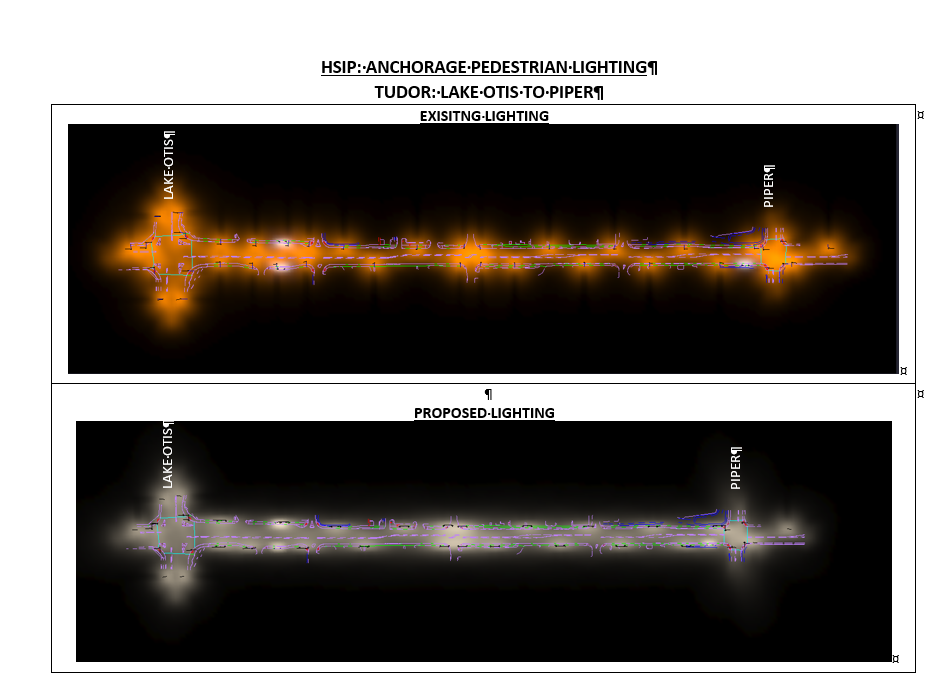 HSIP:·ANCHORAGE·PEDESTRIAN·LIGHTING¶
TUDOR:·LAKE·OTIS·TO·PIPER¶
EXISITNG·LIGHTING
LAKE·OTIS¶
PIPER¶
¶
PROPOSED·LIGHTING
LAKE·OTIS¶
PIPER¶